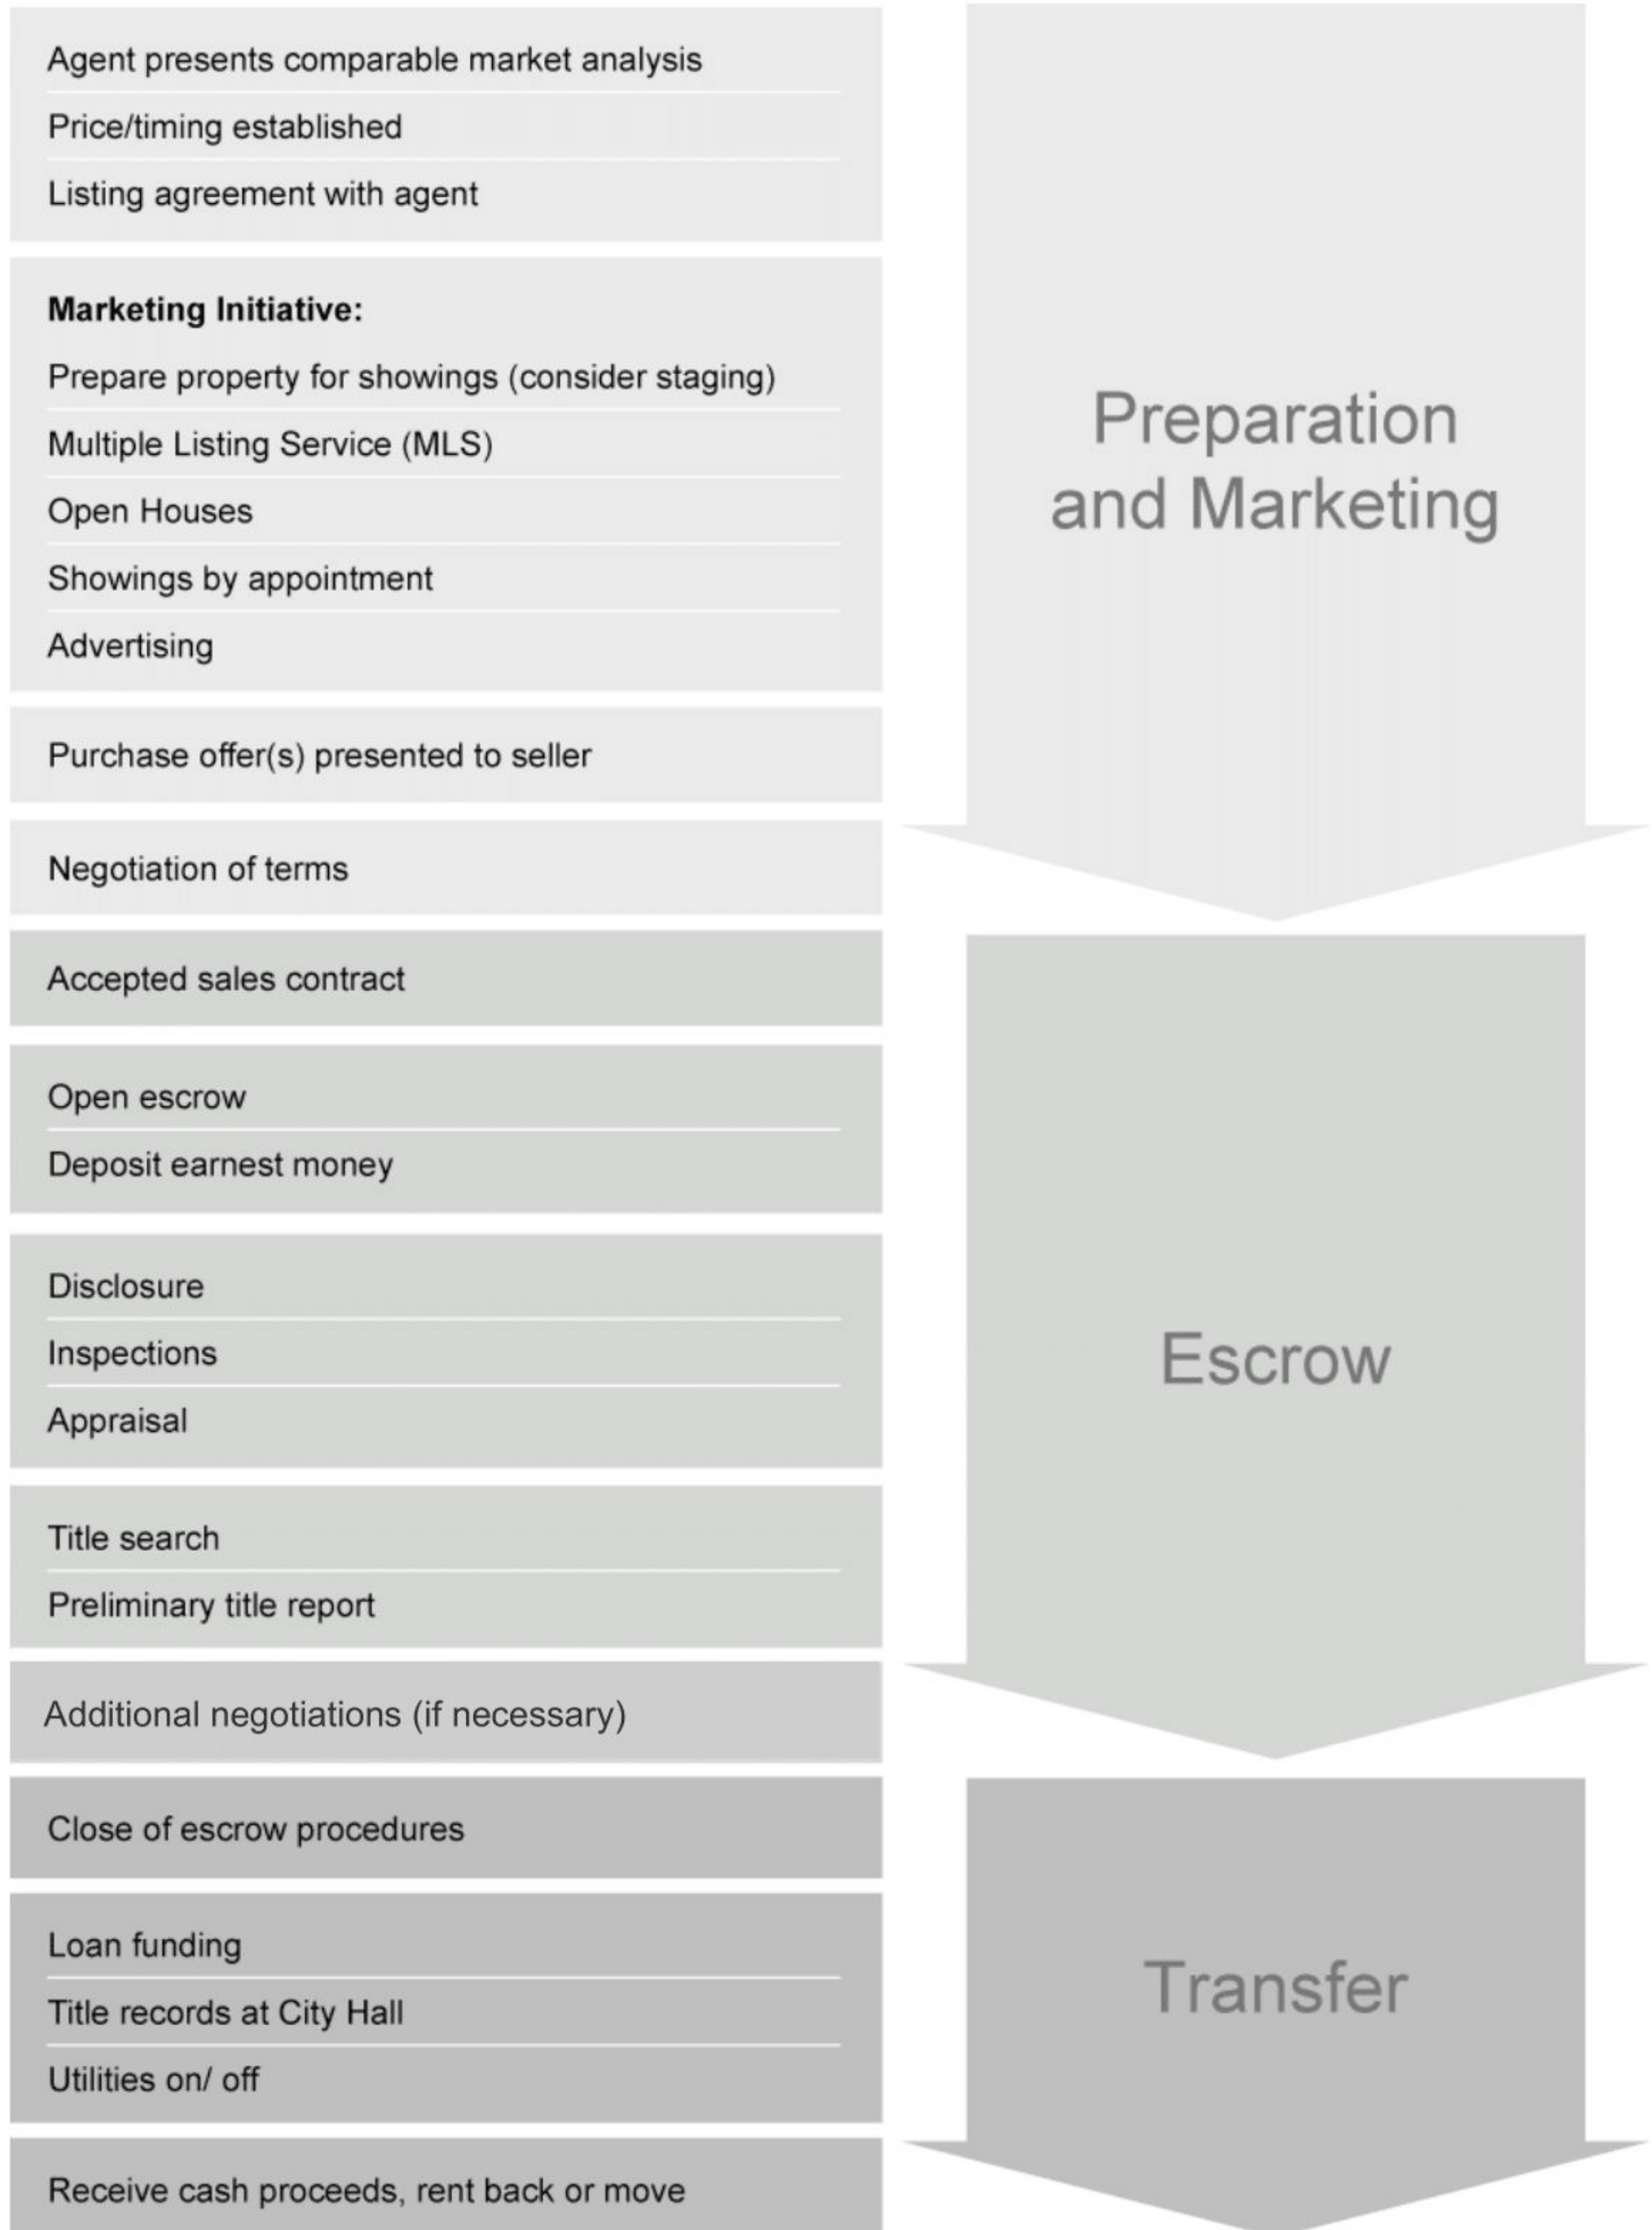 Agent presents comparable market analysis
Price/timing established
Listing agreement with agent
Marketing Initiative:
Prepare property for showings (consider staging)
Multiple Listing Service (MLS)
Open Houses
Showings by appointment
Advertising
Purchase offer(s) presented to seller
Negotiation of terms
Preparation
and Marketing
Accepted sales contract
Open escrow
Deposit earnest money
Disclosure
Inspections
Appraisal
Title search
Preliminary title report
Additional negotiations (if necessary)
Escrow
Close of escrow procedures
Loan funding
Title records at City Hall
Utilities on/ off
Receive cash proceeds, rent back or move
Transfer